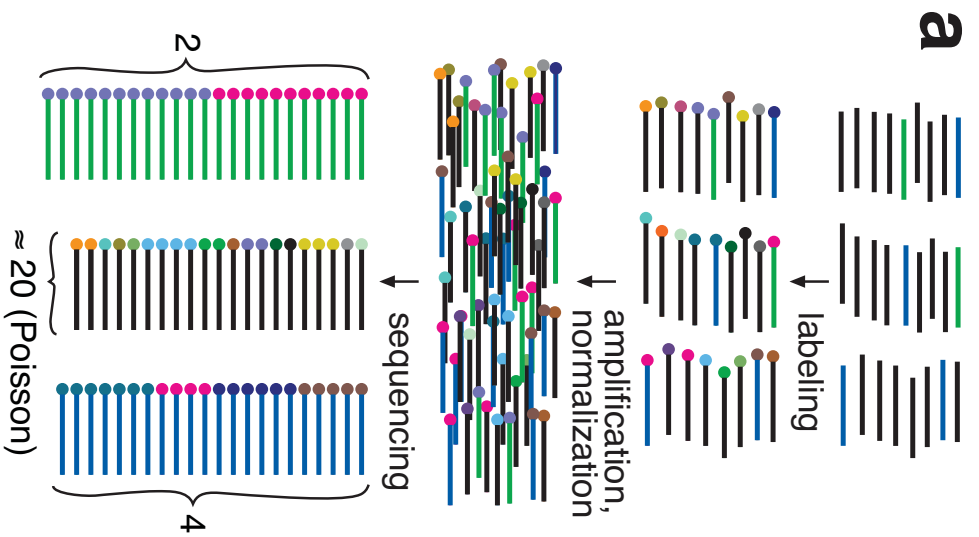 a
labeling
amplification,
normalization
sequencing
2
≈ 20 (Poisson)
4